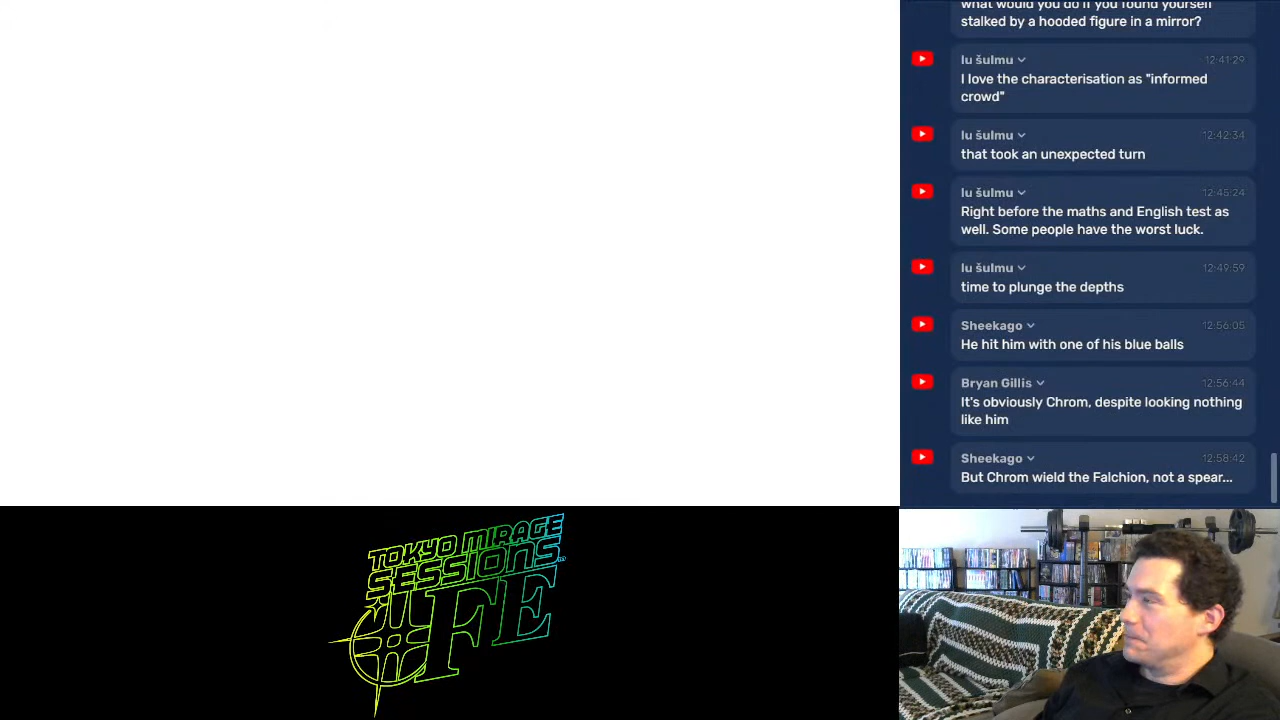 what would you do if you found yourself
stalked by a hooded figure in a mirror?
lu šulmu
12:41:29
I love the characterisation as "informed
crowd"
lu šulmu
12:42:34
that took an unexpected turn
lu šulmu
12:45:24
Right before the maths and English test as
well. Some people have the worst luck.
lu šulmu
12:49:59
time to plunge the depths
Sheekago
12:56:05
He hit him with one of his blue balls
Bryan Gillis
12:56:44
It's obviously Chrom, despite looking nothing
like him
Sheekago
12:58:42
But Chrom wield the Falchion, not a spear...
TOKYO MIRAGE
SESSIONS
#FE